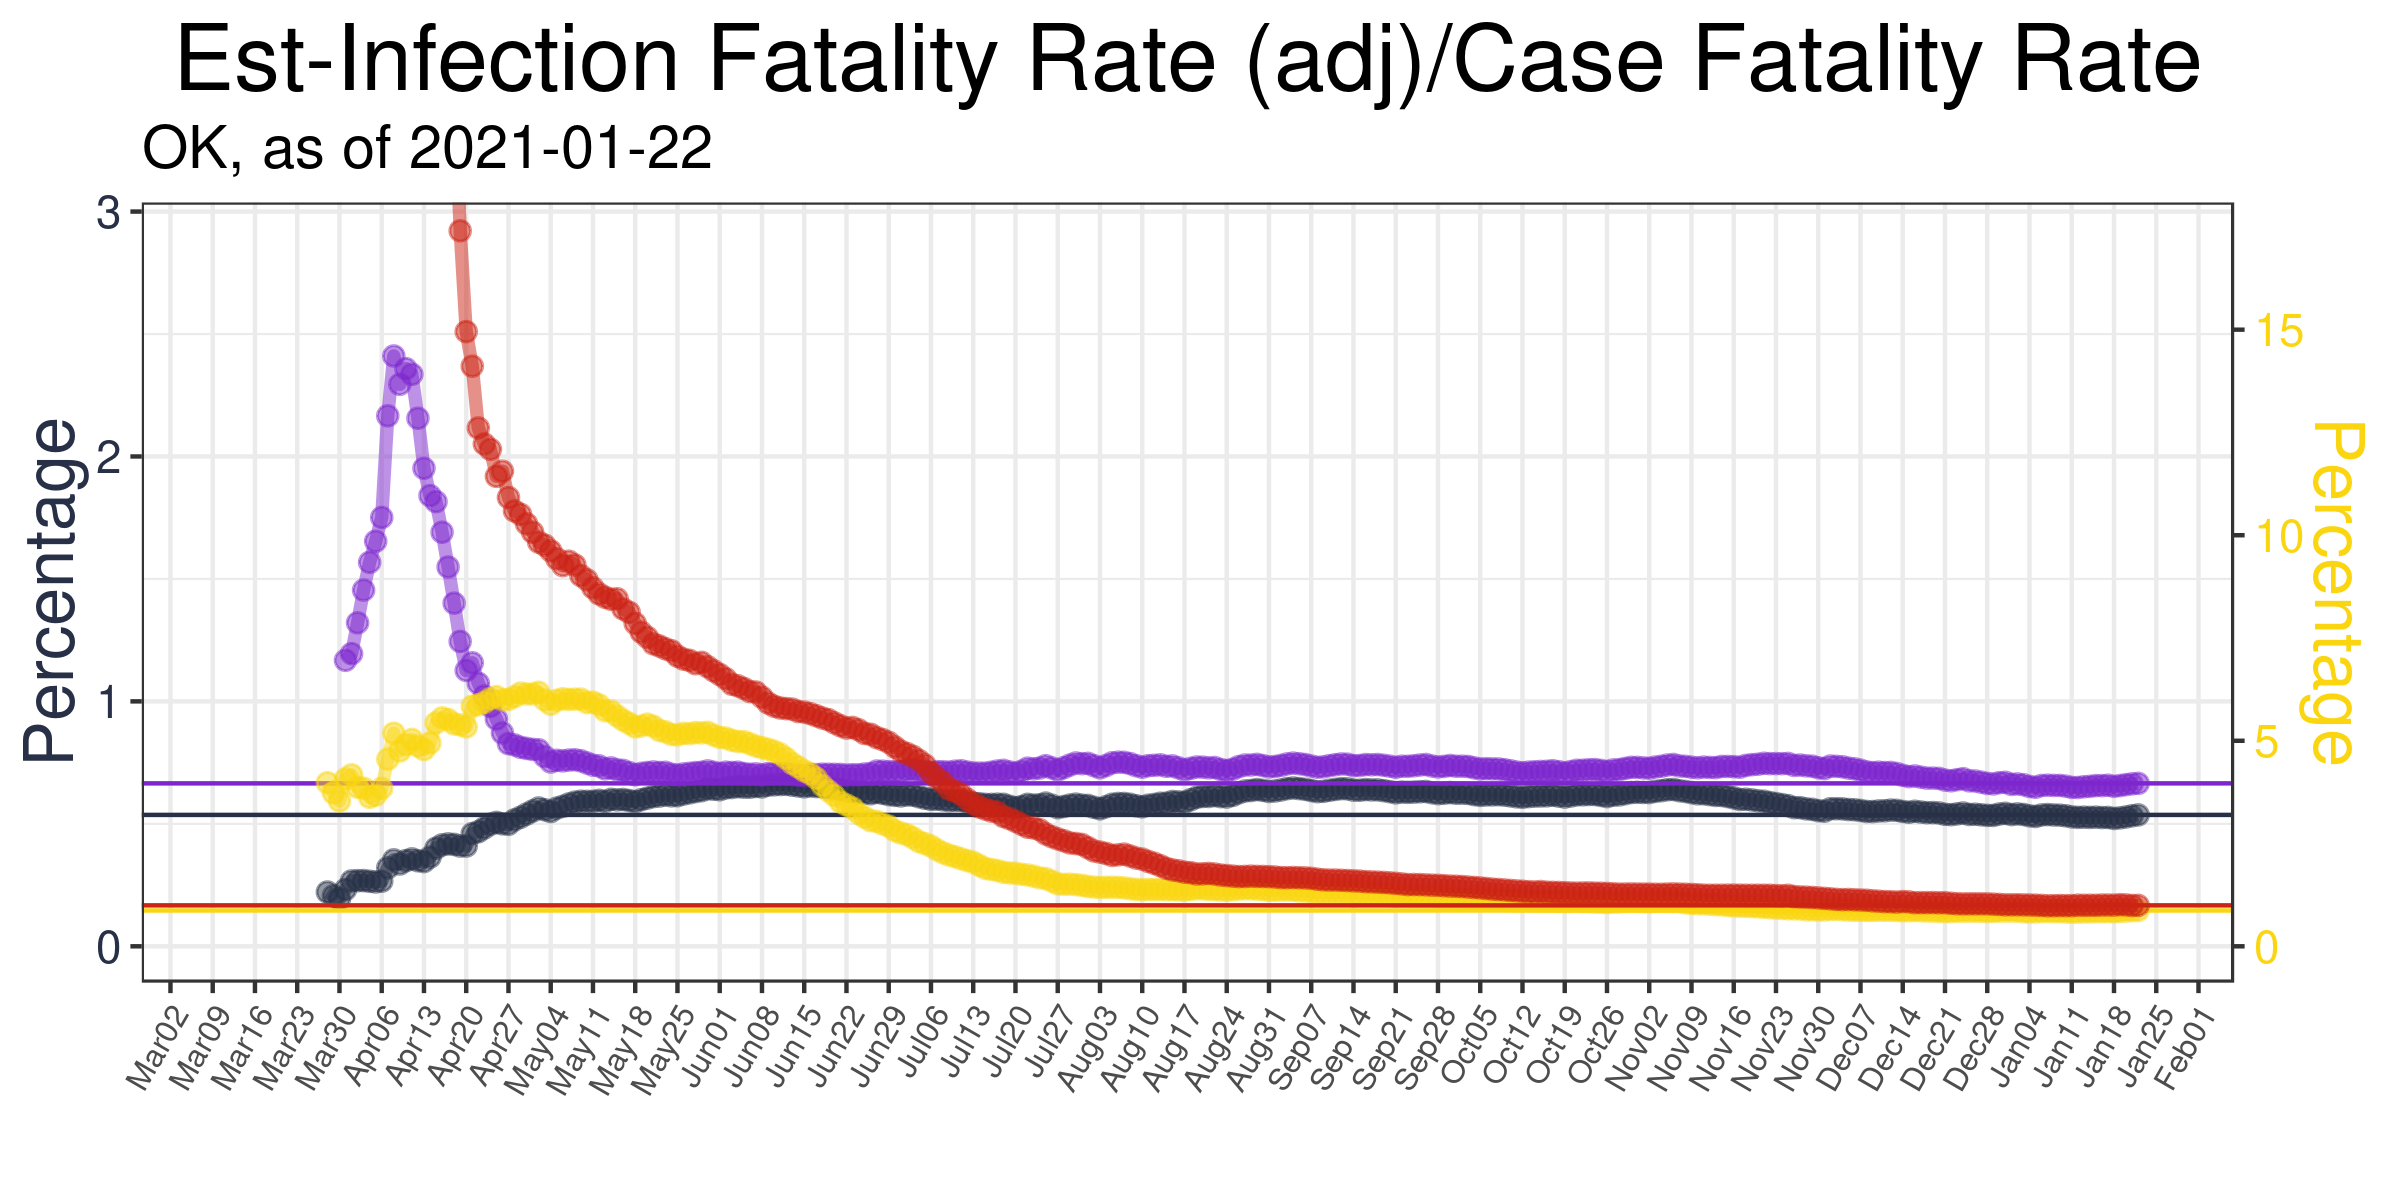 Est-Infection Fatality Rate (adj)/Case Fatality Rate
OK, as of 2021-01-22
Percentage
3
2
1
0
15
10
5
0
Percentage
Mar02
Mar09
Mar16
Mar23
Mar30
Apr06
Apr13
Apr20
Apr27
May04
May11
May18
May25
Jun01
Jun08
Jun15
Jun22
Jun29
Jul06
Jul13
Jul20
Jul27
Aug03
Aug10
Aug17
Aug24
Aug31
Sep07
Sep14
Sep21
Sep28
Oct05
Oct12
Oct19
Oct26
Nov02
Nov09
Nov16
Nov23
Nov30
Dec07
Dec14
Dec21
Dec28
Jan04
Jan11
Jan18
Jan25
Feb01